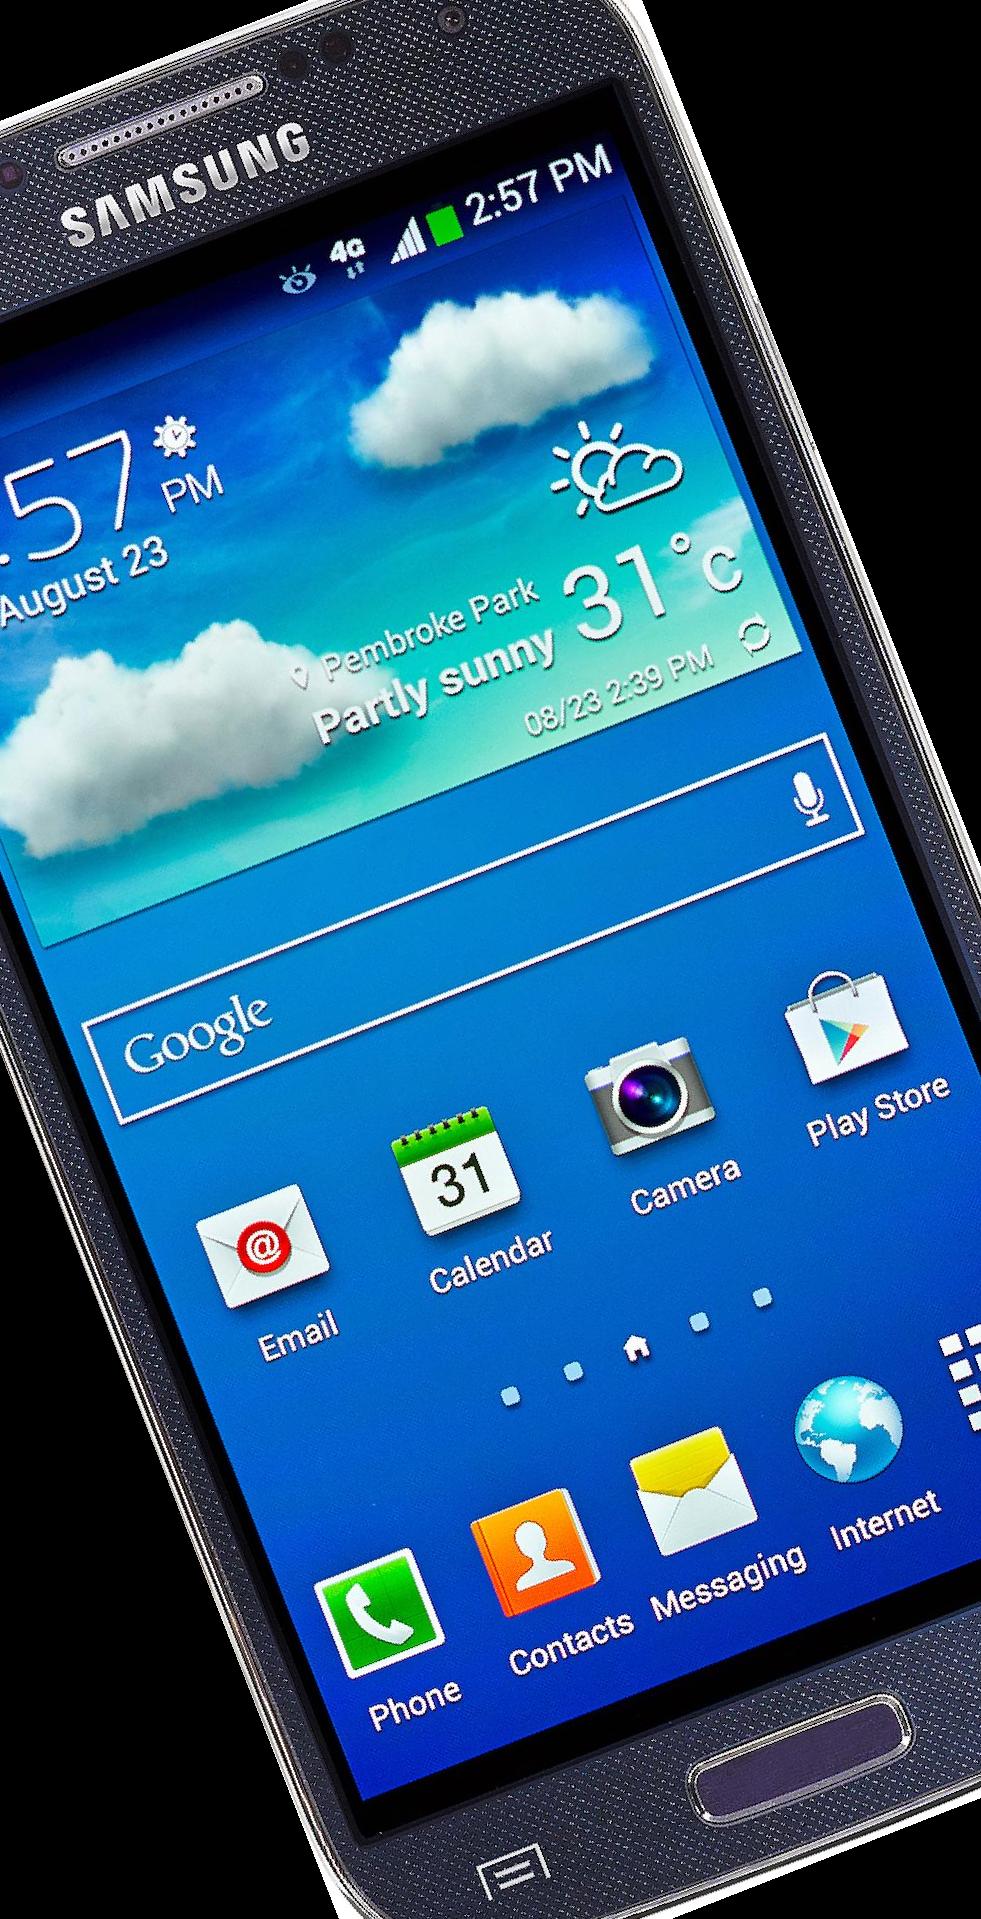 SAMSUNG
4G 2:57 PM
:57 PM
August 23
Pembroke Park
Partly sunny
31°C
08/23 2:39 PM
Google
Email
31
Calendar
Camera
Play Store
Phone
Contacts
Messaging
Internet